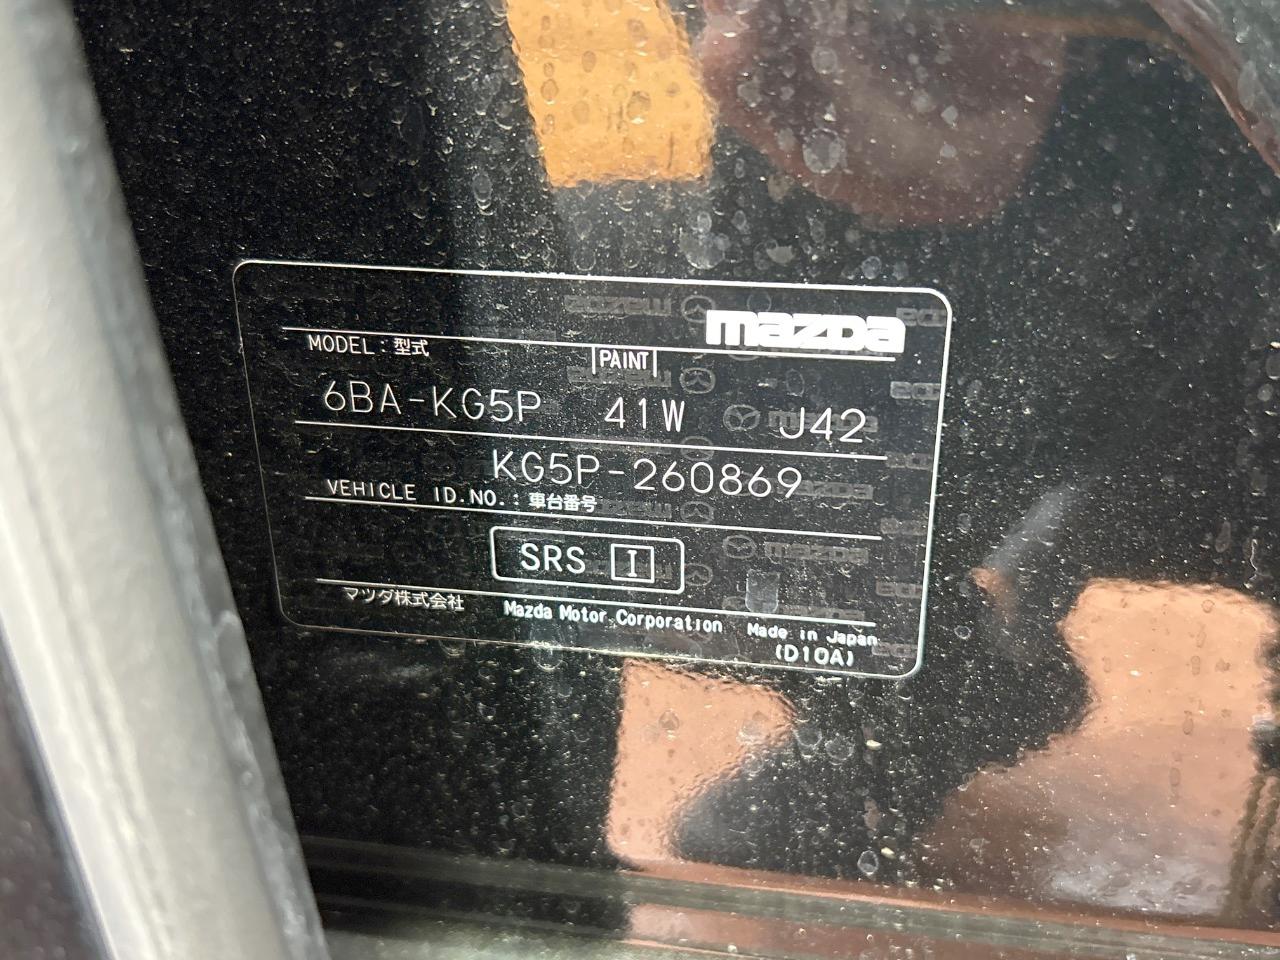 mazda
MODEL:型式 PAINT
6BA-KG5P 41W J42
KG5P-260869
VEHICLE ID.NO.:車台番号
SRS I
マツダ株式会社 Mazda Motor Corporation Made in Japan
(D10A)